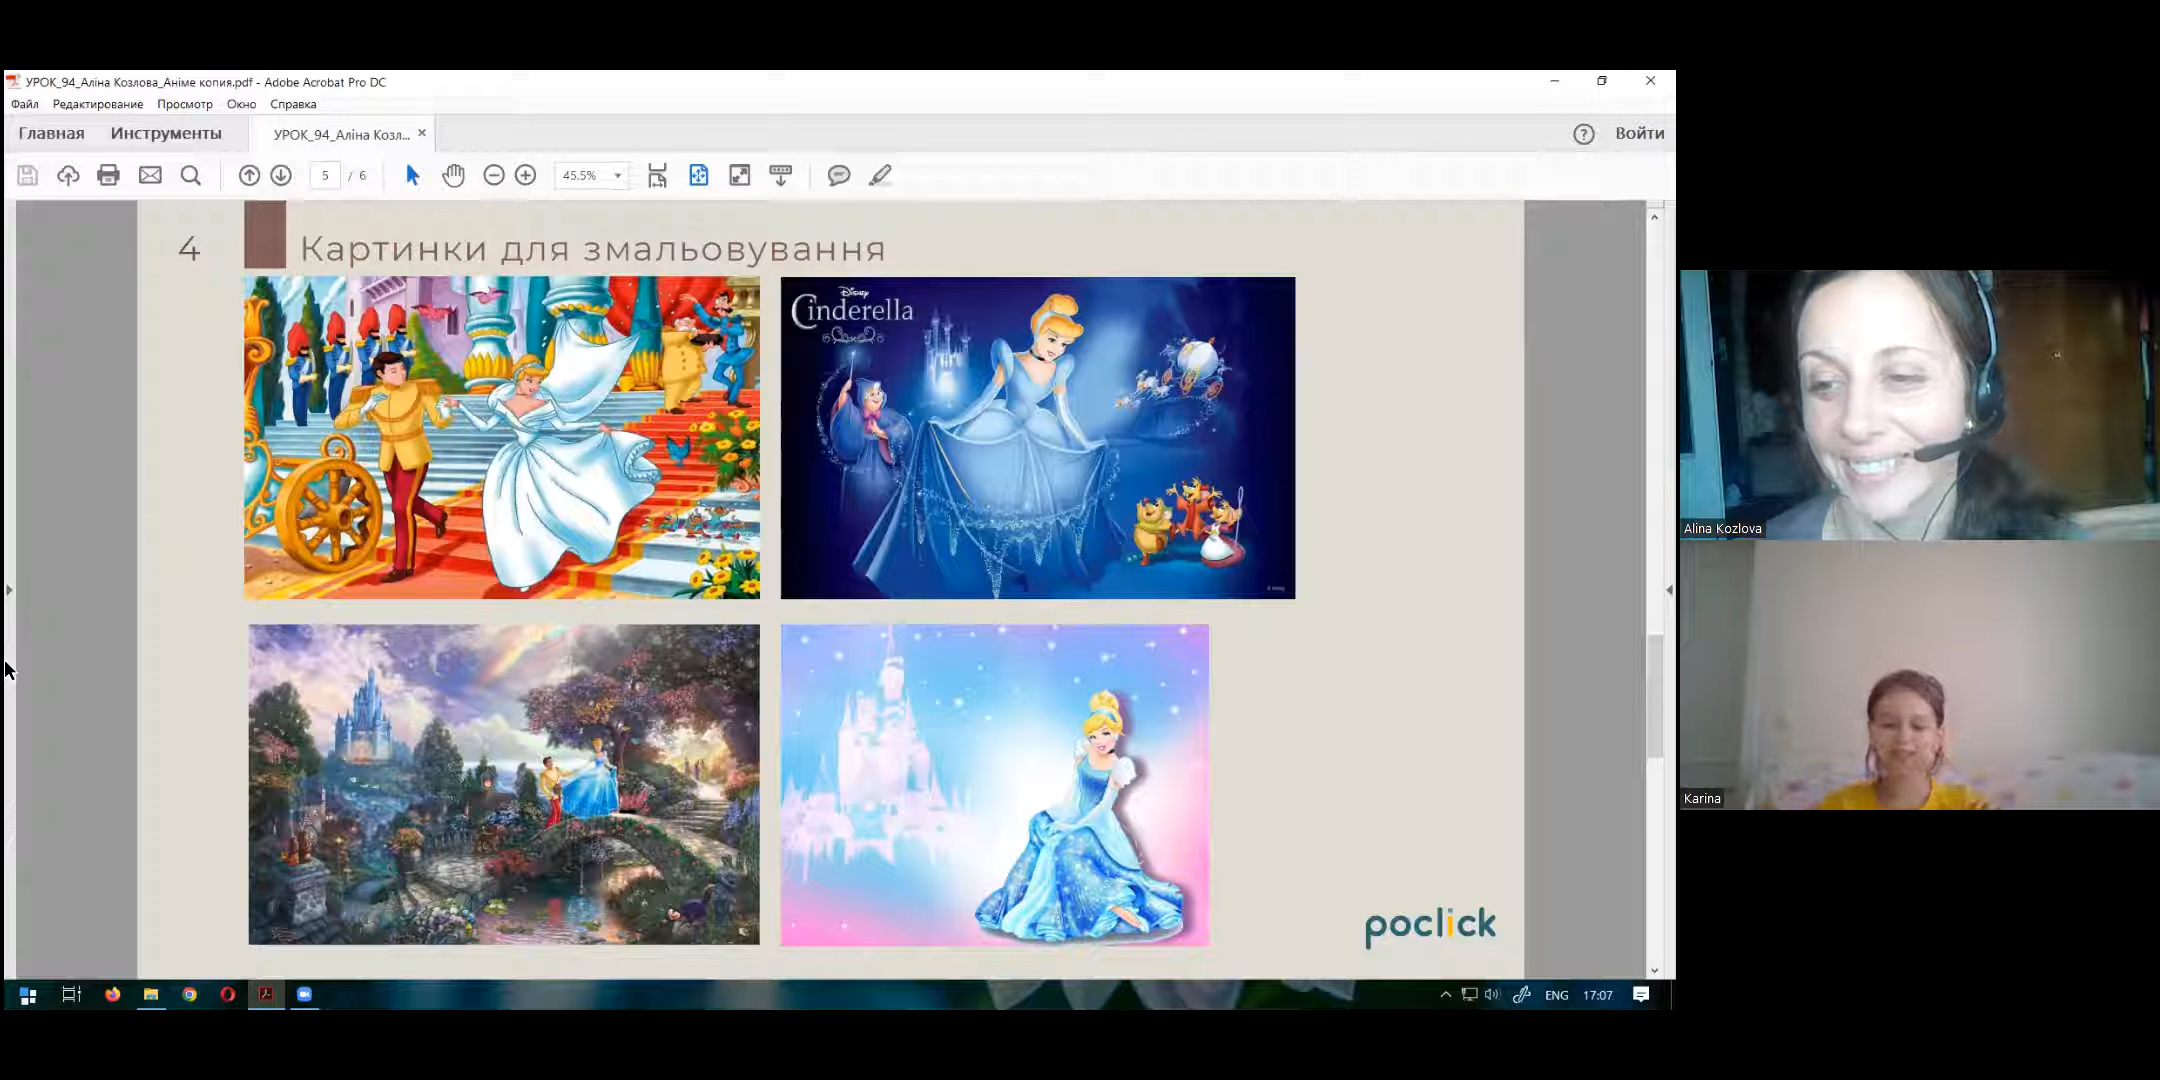 УРОК_94_Аліна Козлова_Аніме копия.pdf - Adobe Acrobat Pro DC
Файл Редактирование Просмотр Окно Справка
Главная Инструменты УРОК_94_Аліна Козл... × Войти
5 / 6 45.5%
4 Картинки для змальовування
Disney
Cinderella
Alina Kozlova
Karina
poclick
ENG 17:07